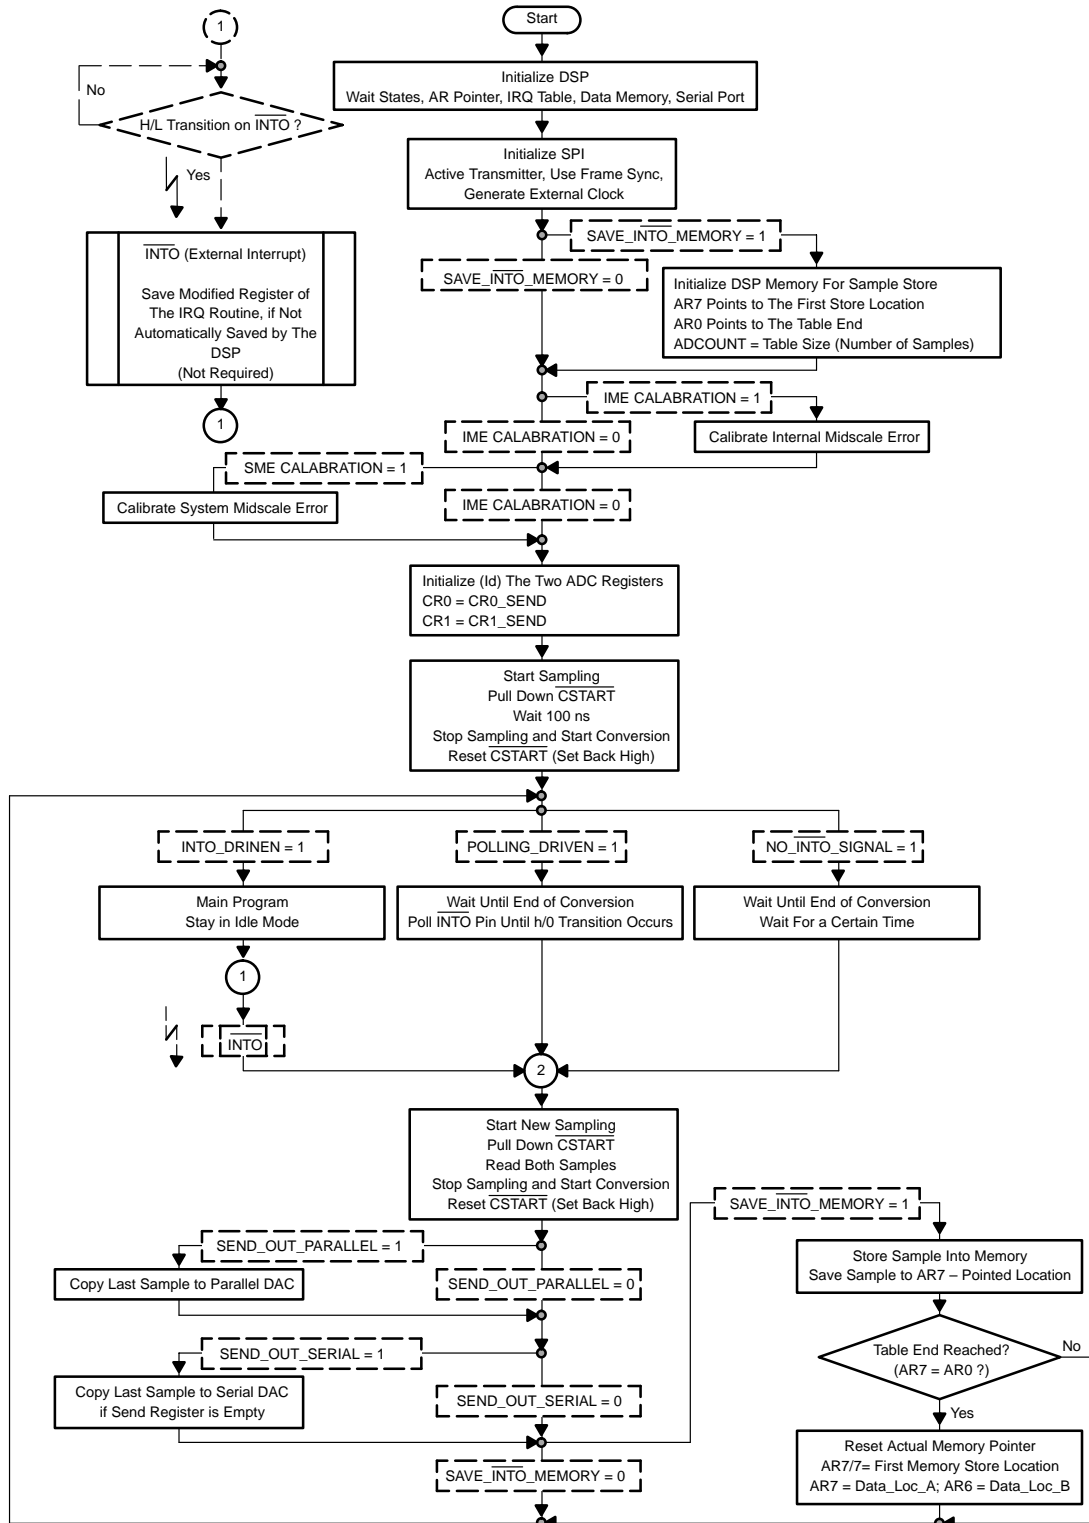 1
Start
No
H/L Transition on INTO ?
Yes
Initialize DSP
Wait States, AR Pointer, IRQ Table, Data Memory, Serial Port
Initialize SPI
Active Transmitter, Use Frame Sync,
Generate External Clock
INTO (External Interrupt)
Save Modified Register of
The IRQ Routine, if Not
Automatically Saved by The
DSP
(Not Required)
1
SAVE_INTO_MEMORY = 1
SAVE_INTO_MEMORY = 0
Initialize DSP Memory For Sample Store
AR7 Points to The First Store Location
AR0 Points to The Table End
ADCOUNT = Table Size (Number of Samples)
IME CALABRATION = 1
IME CALABRATION = 0
Calibrate Internal Midscale Error
SME CALABRATION = 1
Calibrate System Midscale Error
IME CALABRATION = 0
Initialize (Id) The Two ADC Registers
CR0 = CR0_SEND
CR1 = CR1_SEND
Start Sampling
Pull Down CSTART
Wait 100 ns
Stop Sampling and Start Conversion
Reset CSTART (Set Back High)
INTO_DRINEN = 1
POLLING_DRIVEN = 1
NO_INTO_SIGNAL = 1
Main Program
Stay in Idle Mode
Wait Until End of Conversion
Poll INTO Pin Until h/0 Transition Occurs
Wait Until End of Conversion
Wait For a Certain Time
1
INTO
2
Start New Sampling
Pull Down CSTART
Read Both Samples
Stop Sampling and Start Conversion
Reset CSTART (Set Back High)
SEND_OUT_PARALLEL = 1
Copy Last Sample to Parallel DAC
SEND_OUT_PARALLEL = 0
SEND_OUT_SERIAL = 1
Copy Last Sample to Serial DAC
if Send Register is Empty
SEND_OUT_SERIAL = 0
SAVE_INTO_MEMORY = 0
SAVE_INTO_MEMORY = 1
Store Sample Into Memory
Save Sample to AR7 – Pointed Location
Table End Reached?
(AR7 = AR0 ?)
No
Yes
Reset Actual Memory Pointer
AR7/7= First Memory Store Location
AR7 = Data_Loc_A; AR6 = Data_Loc_B